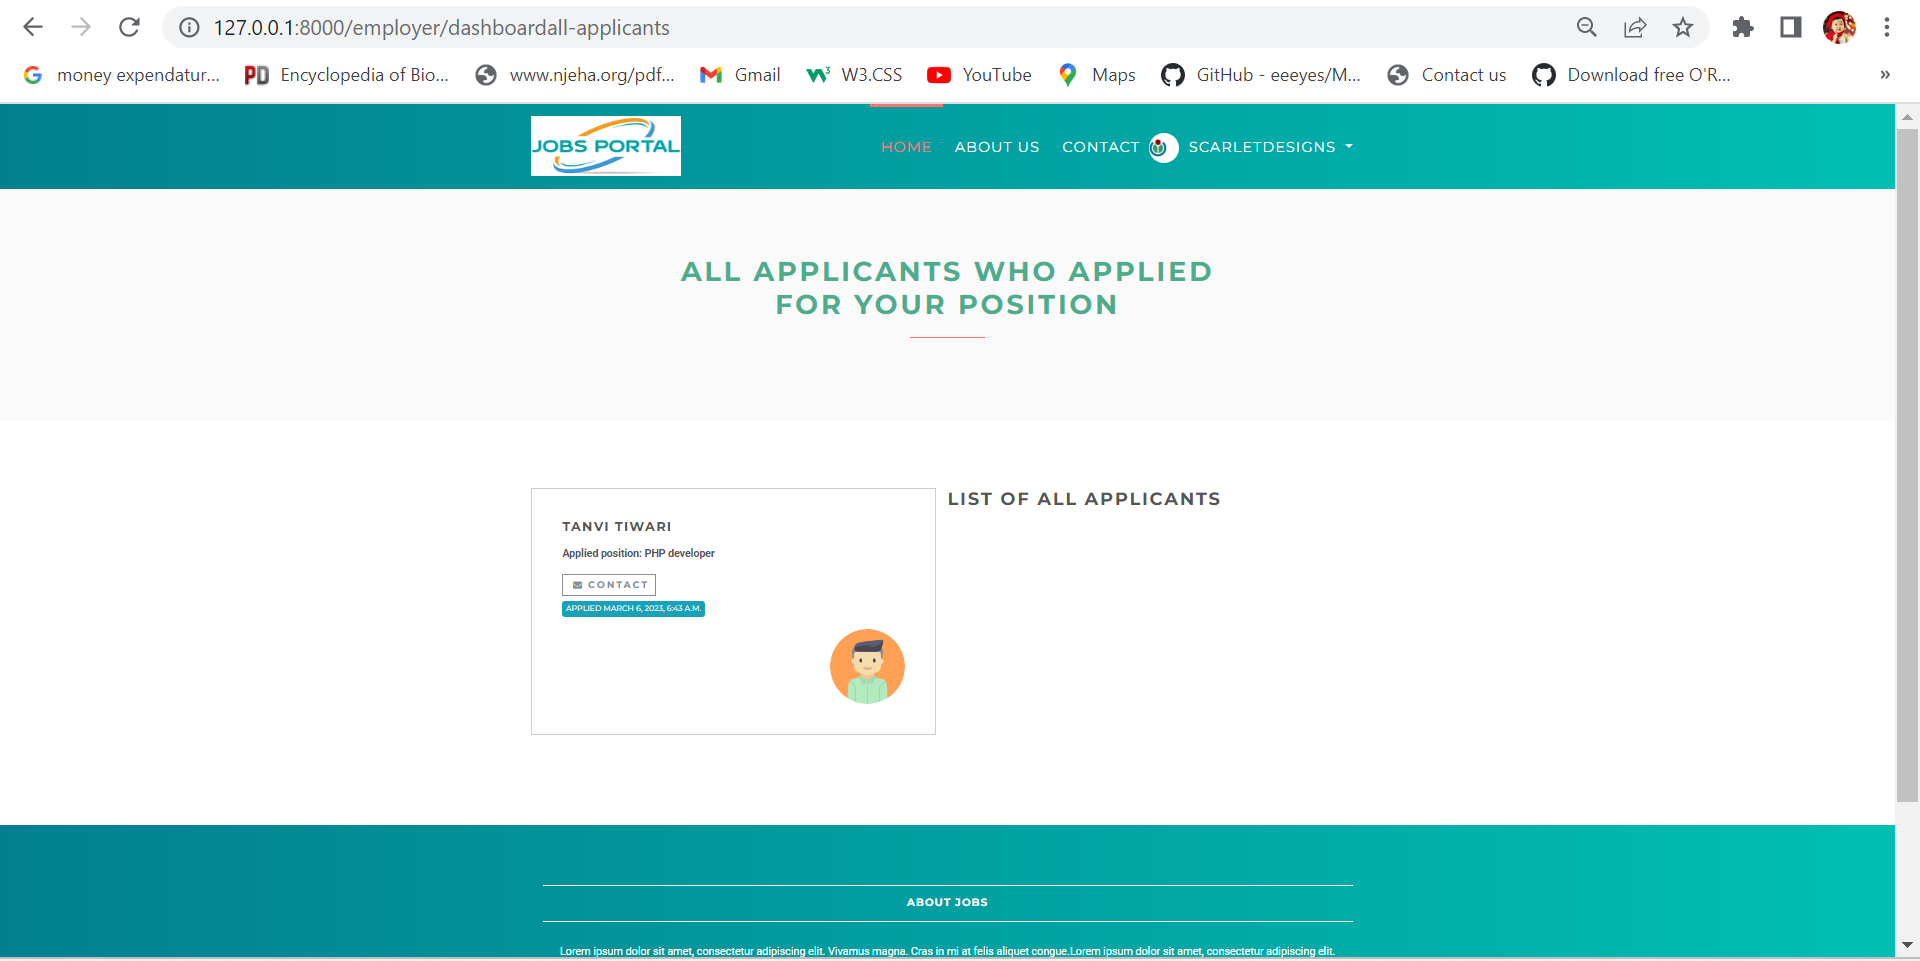 127.0.0.1:8000/employer/dashboardall-applicants
money expendatur... Encyclopedia of Bio... www.njeha.org/pdf... Gmail W3.CSS YouTube Maps GitHub - eeeyes/M... Contact us Download free O'R... »
JOBS PORTAL HOME ABOUT US CONTACT SCARLETDESIGNS
ALL APPLICANTS WHO APPLIED
FOR YOUR POSITION
LIST OF ALL APPLICANTS
TANVI TIWARI
Applied position: PHP developer
CONTACT
APPLIED MARCH 6, 2023, 6:43 A.M.
ABOUT JOBS
Lorem ipsum dolor sit amet, consectetur adipiscing elit. Vivamus magna. Cras in mi at felis aliquet congue.Lorem ipsum dolor sit amet, consectetur adipiscing elit.